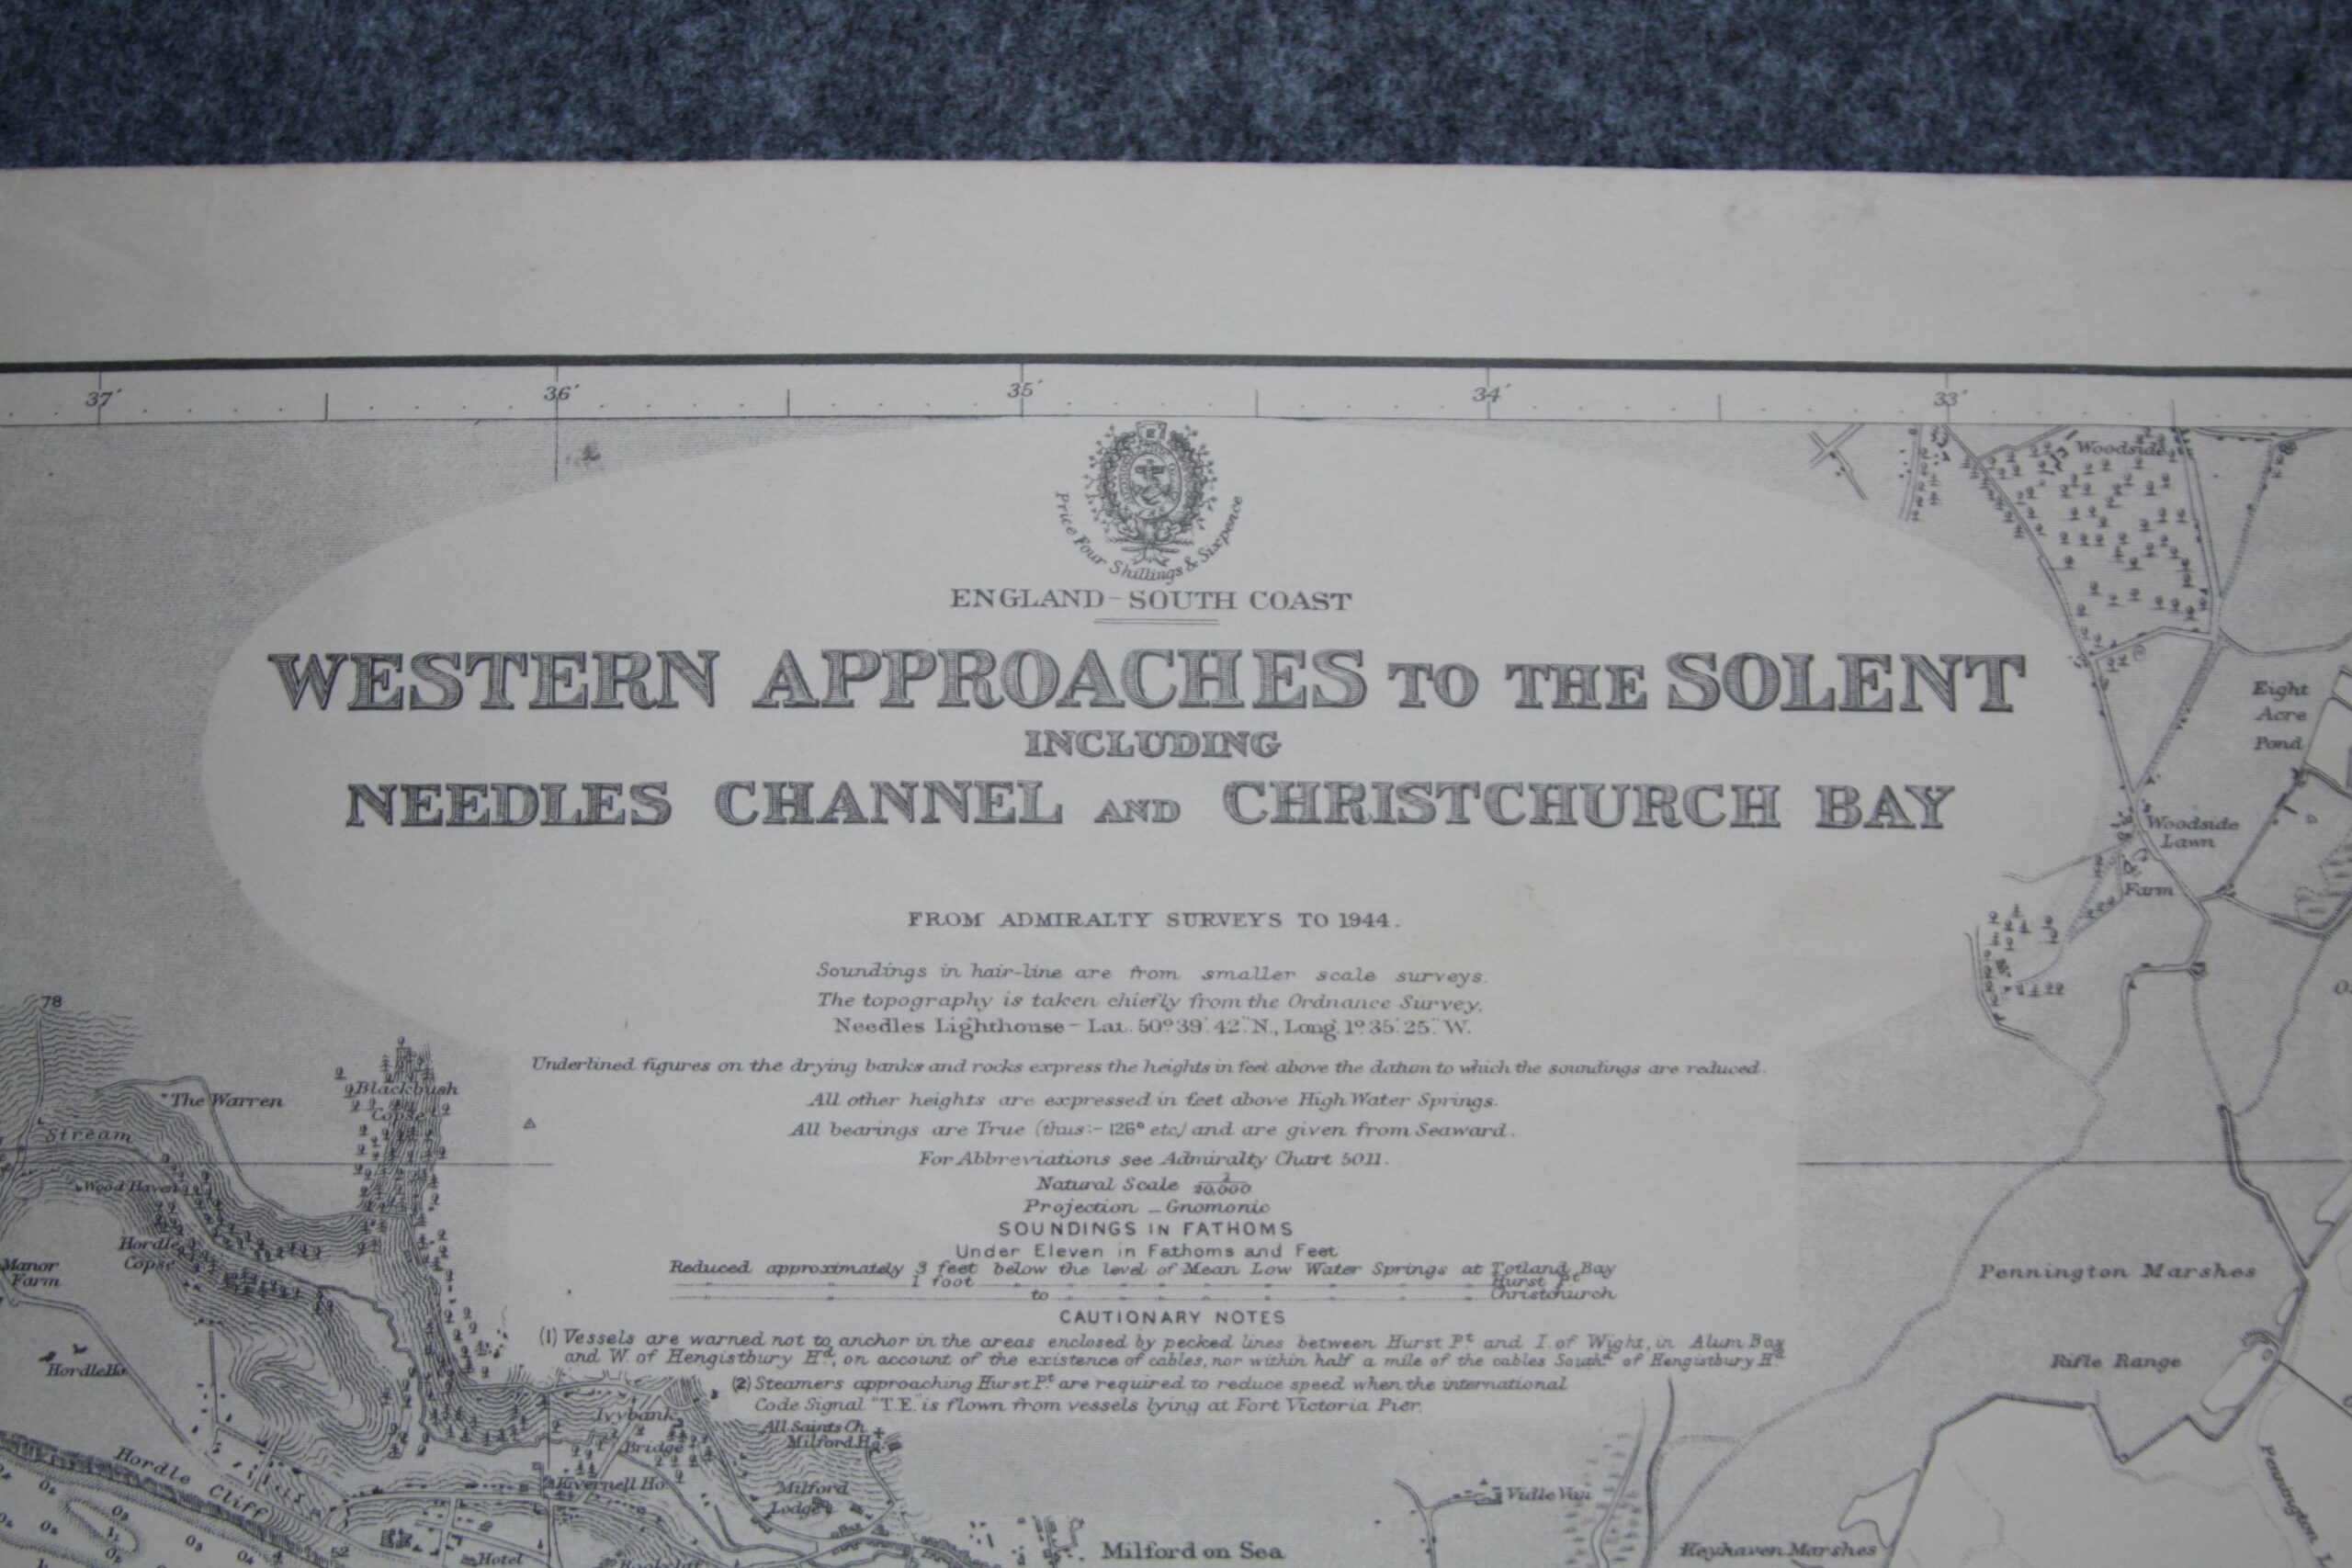 37′ 36′ 35′ 34′ 33′
Price Four Shillings & Sixpence
ENGLAND – SOUTH COAST
WESTERN APPROACHES TO THE SOLENT
INCLUDING
NEEDLES CHANNEL AND CHRISTCHURCH BAY
FROM ADMIRALTY SURVEYS TO 1944.
Soundings in hair-line are from smaller scale surveys.
The topography is taken chiefly from the Ordnance Survey.
Needles Lighthouse – Lat. 50° 39′ 42″ N., Long. 1° 35′ 25″ W.
Underlined figures on the drying banks and rocks express the heights in feet above the datum to which the soundings are reduced.
All other heights are expressed in feet above High Water Springs.
All bearings are True (thus:– 126° etc.) and are given from Seaward.
For Abbreviations see Admiralty Chart 5011.
Natural Scale 1/20,000
Projection – Gnomonic
SOUNDINGS IN FATHOMS
Under Eleven in Fathoms and Feet
Reduced approximately 3 feet below the level of Mean Low Water Springs at Totland Bay
" " 1 foot " " " " " " " " Hurst Pt
" " to " " " " " " " " Christchurch
CAUTIONARY NOTES
(1) Vessels are warned not to anchor in the areas enclosed by pecked lines between Hurst Pt and I. of Wight, in Alum Bay
and W. of Hengistbury Hd, on account of the existence of cables, nor within half a mile of the cables Southd of Hengistbury Hd
(2) Steamers approaching Hurst Pt are required to reduce speed when the international
Code Signal "T.E." is flown from vessels lying at Fort Victoria Pier.
Woodside
Eight
Acre
Pond
Woodside
Lawn
Farm
Pennington Marshes
Rifle Range
Pennington
Keyhaven Marshes
Vidle Van
78
The Warren
Blackbush
Copse
Stream
Wood Haven
Hordle
Copse
Manor
Farm
Hordle Ho
Hordle Cliff
52
Ivybank
Bridge
All Saints Ch
Milford Ho
Kivernell Ho
Milford
Lodge
Hotel
Milford on Sea